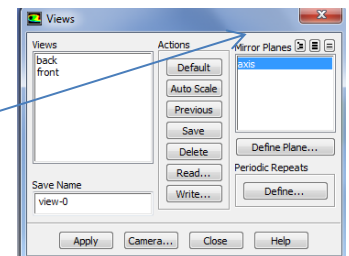 Views
Views
back
front
Save Name
view-0
Actions
Default
Auto Scale
Previous
Save
Delete
Read...
Write...
Mirror Planes
axis
Define Plane...
Periodic Repeats
Define...
Apply
Camera...
Close
Help